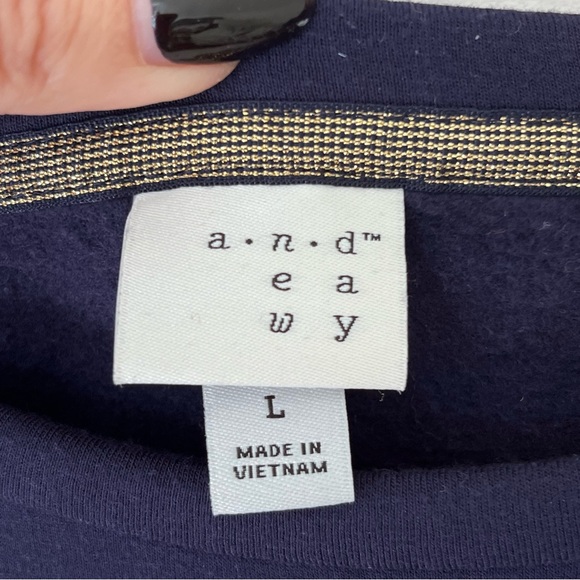 a·n·d™
e a
w y
L
MADE IN
VIETNAM